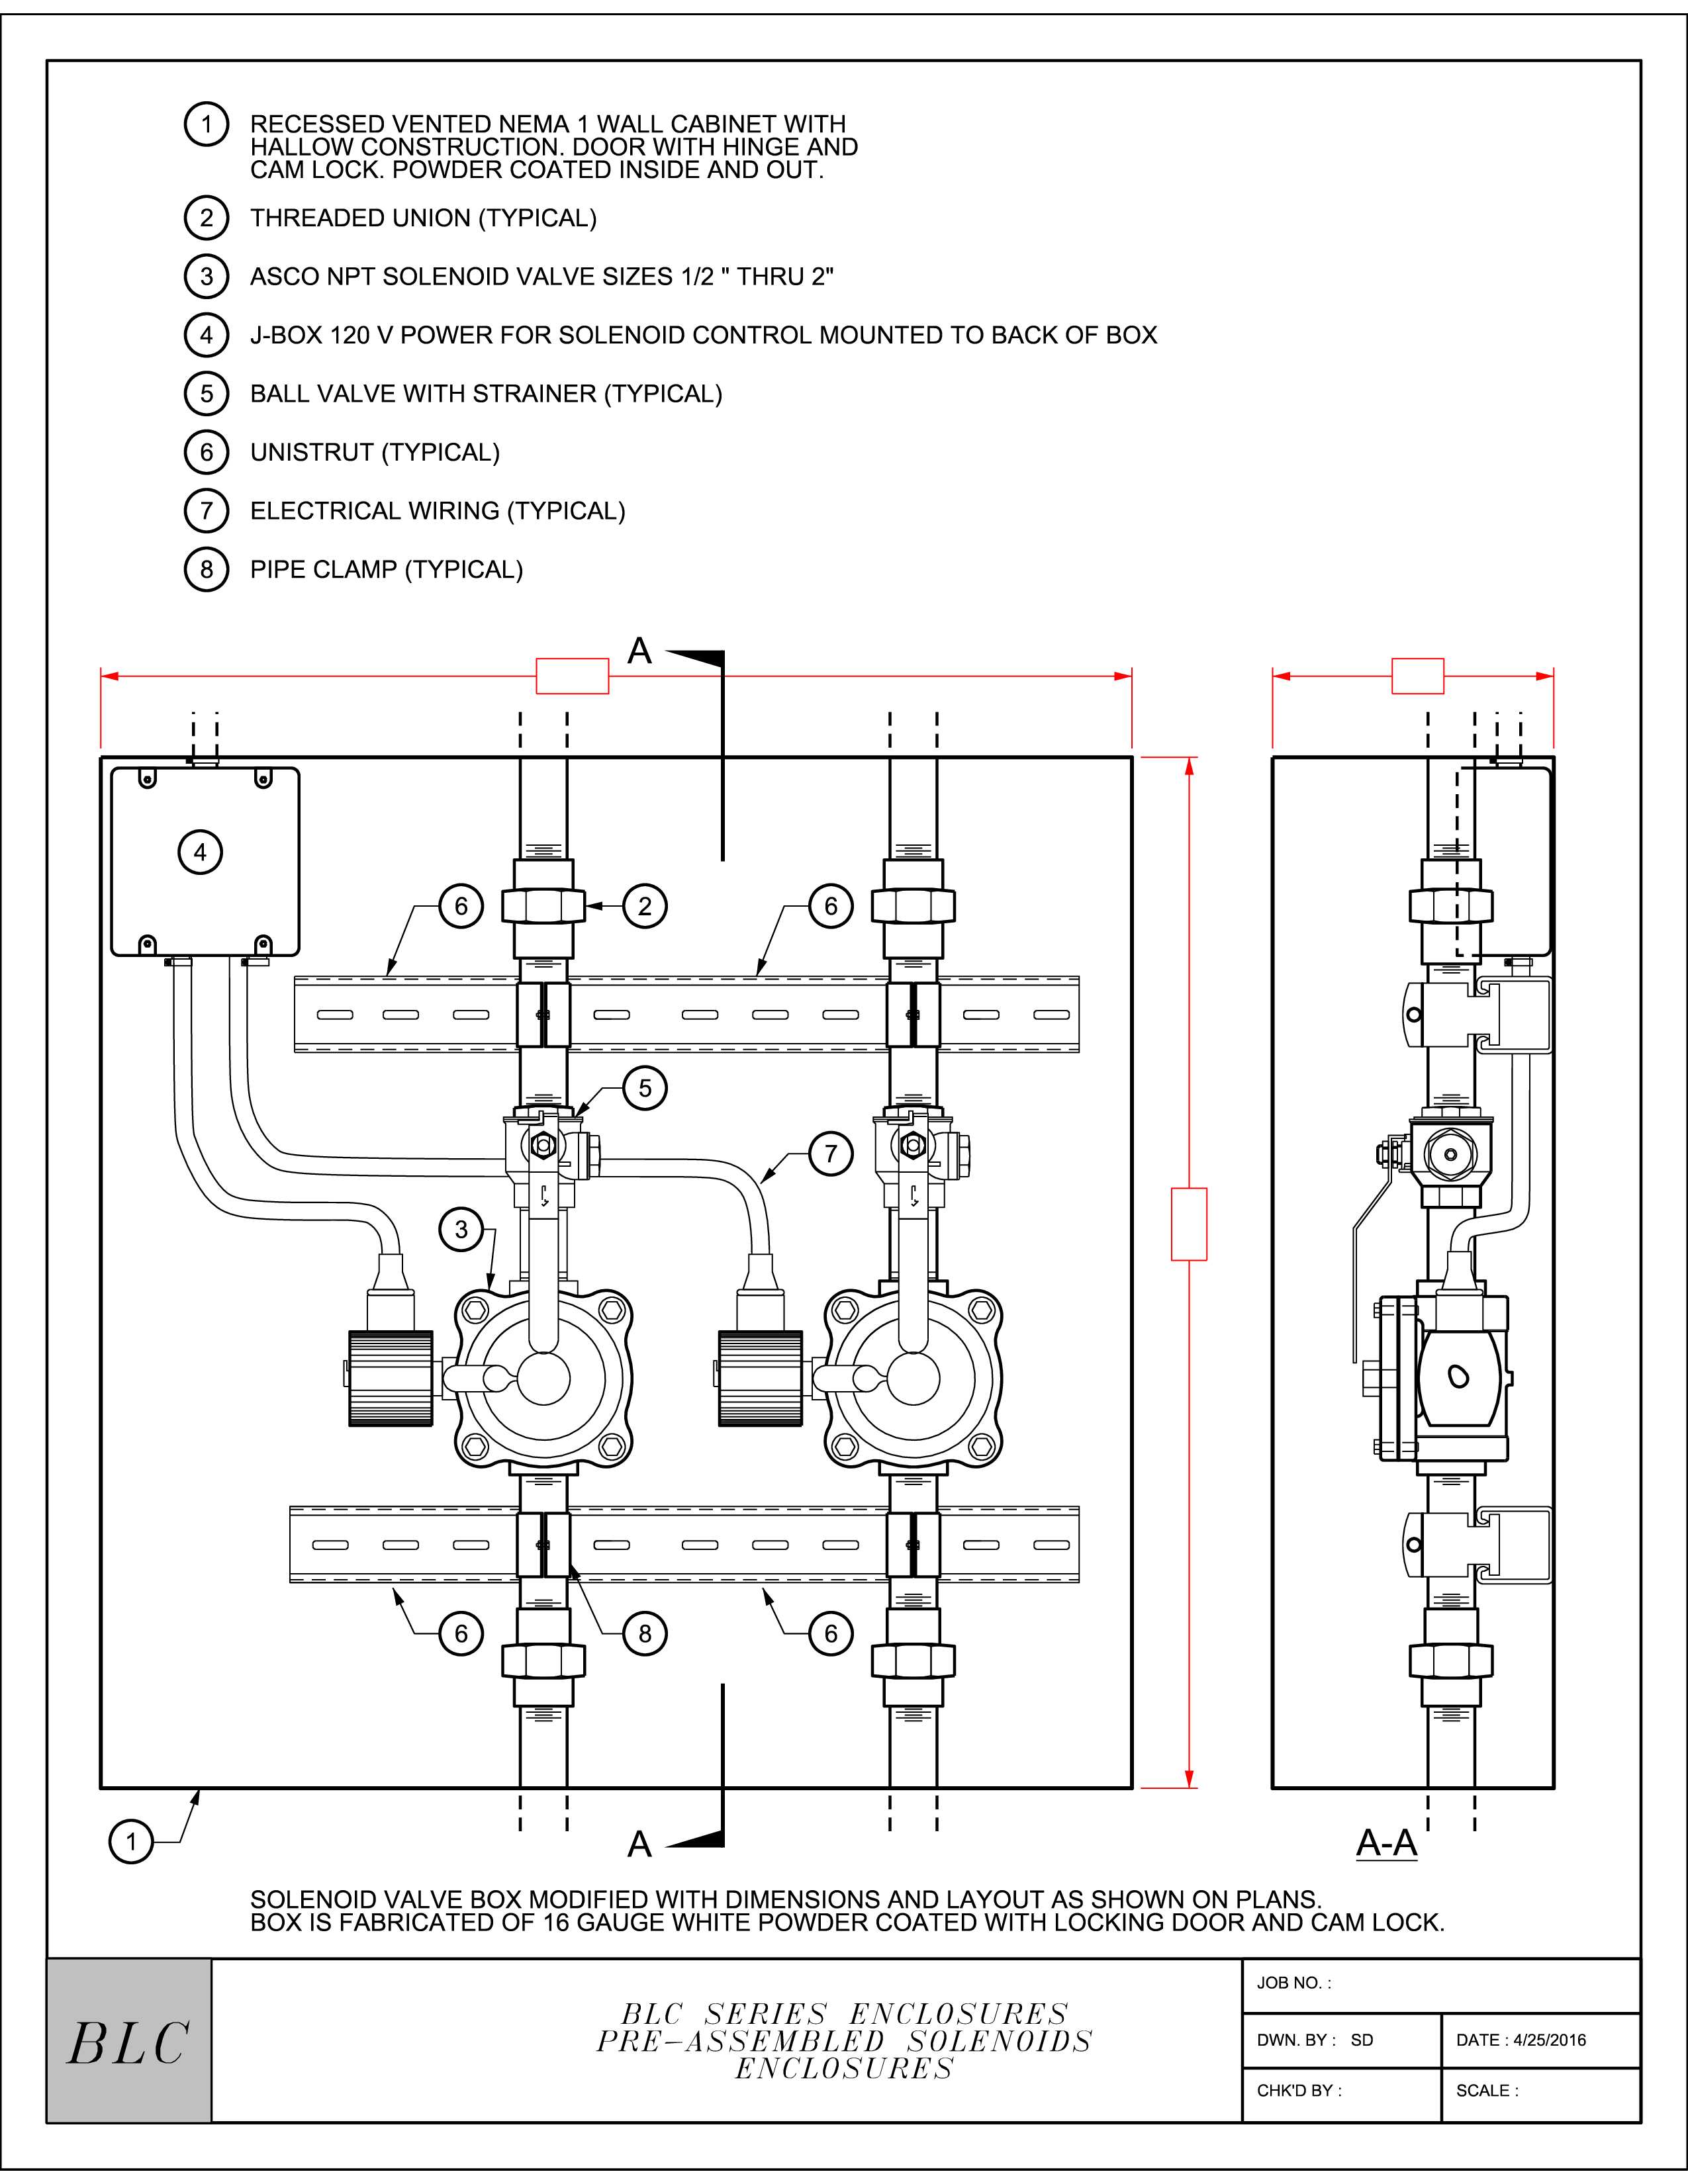 1 RECESSED VENTED NEMA 1 WALL CABINET WITH
HALLOW CONSTRUCTION. DOOR WITH HINGE AND
CAM LOCK. POWDER COATED INSIDE AND OUT.
2 THREADED UNION (TYPICAL)
3 ASCO NPT SOLENOID VALVE SIZES 1/2 " THRU 2"
4 J-BOX 120 V POWER FOR SOLENOID CONTROL MOUNTED TO BACK OF BOX
5 BALL VALVE WITH STRAINER (TYPICAL)
6 UNISTRUT (TYPICAL)
7 ELECTRICAL WIRING (TYPICAL)
8 PIPE CLAMP (TYPICAL)
A
4
6
2
6
5
7
3
6
8
6
1
A
A-A
SOLENOID VALVE BOX MODIFIED WITH DIMENSIONS AND LAYOUT AS SHOWN ON PLANS.
BOX IS FABRICATED OF 16 GAUGE WHITE POWDER COATED WITH LOCKING DOOR AND CAM LOCK.
BLC
BLC SERIES ENCLOSURES
PRE-ASSEMBLED SOLENOIDS
ENCLOSURES
JOB NO. :
DWN. BY : SD
DATE : 4/25/2016
CHK'D BY :
SCALE :